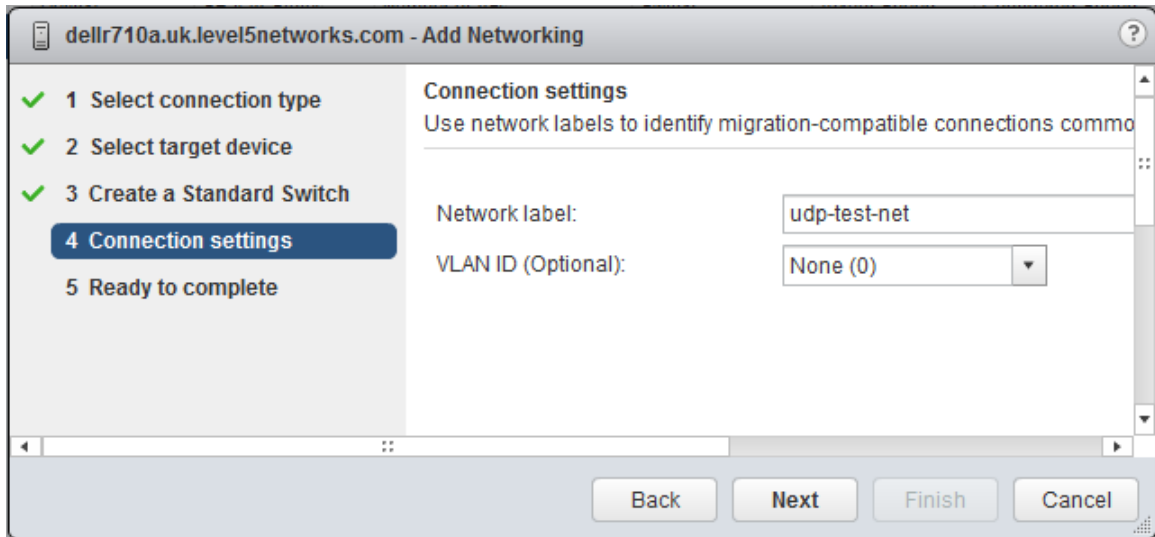 dellr710a.uk.level5networks.com - Add Networking
?
1 Select connection type
2 Select target device
3 Create a Standard Switch
4 Connection settings
5 Ready to complete
Connection settings
Use network labels to identify migration-compatible connections commo
Network label:
udp-test-net
VLAN ID (Optional):
None (0)
Back
Next
Finish
Cancel